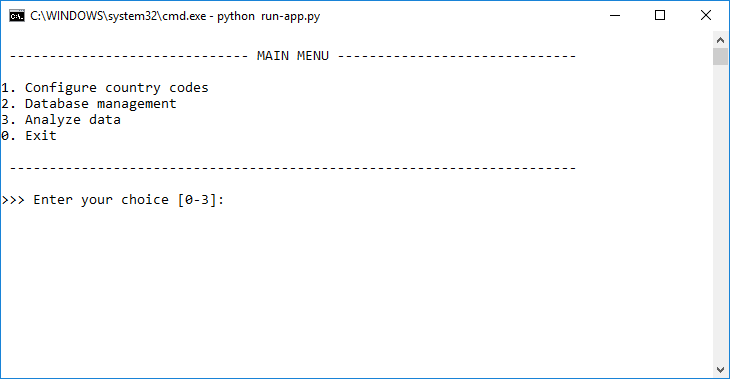 C:\WINDOWS\system32\cmd.exe - python  run-app.py
------------------------------ MAIN MENU ------------------------------
1. Configure country codes
2. Database management
3. Analyze data
0. Exit
-----------------------------------------------------------------------
>>> Enter your choice [0-3]: